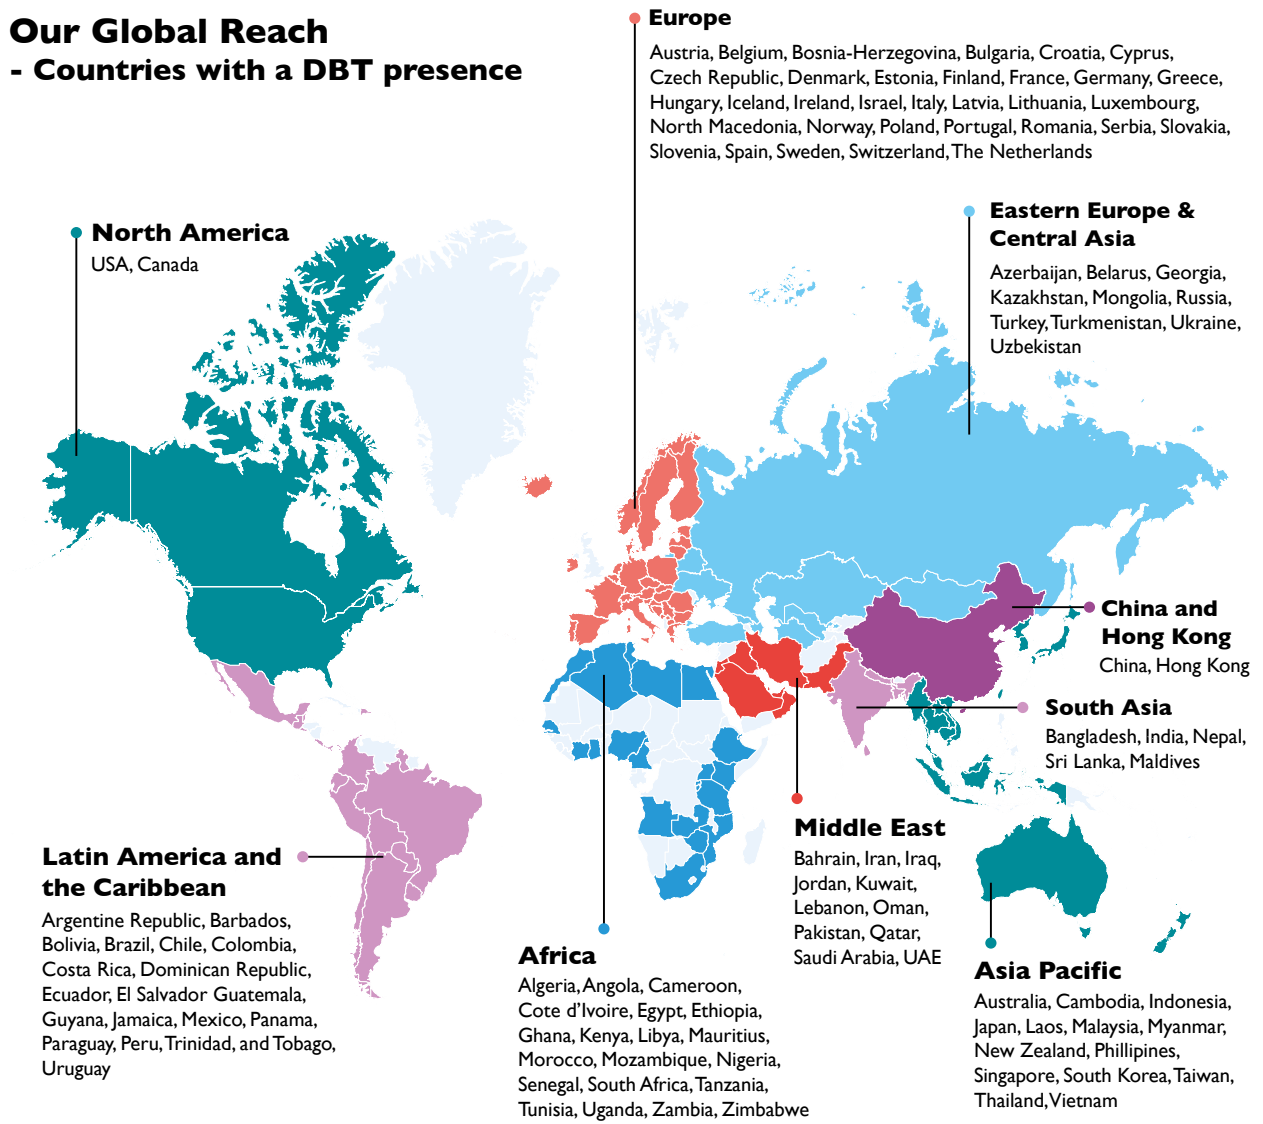 Our Global Reach
- Countries with a DBT presence
Europe
Austria, Belgium, Bosnia-Herzegovina, Bulgaria, Croatia, Cyprus,
Czech Republic, Denmark, Estonia, Finland, France, Germany, Greece,
Hungary, Iceland, Ireland, Israel, Italy, Latvia, Lithuania, Luxembourg,
North Macedonia, Norway, Poland, Portugal, Romania, Serbia, Slovakia,
Slovenia, Spain, Sweden, Switzerland, The Netherlands
North America
USA, Canada
Eastern Europe &
Central Asia
Azerbaijan, Belarus, Georgia,
Kazakhstan, Mongolia, Russia,
Turkey, Turkmenistan, Ukraine,
Uzbekistan
China and
Hong Kong
China, Hong Kong
South Asia
Bangladesh, India, Nepal,
Sri Lanka, Maldives
Middle East
Bahrain, Iran, Iraq,
Jordan, Kuwait,
Lebanon, Oman,
Pakistan, Qatar,
Saudi Arabia, UAE
Latin America and
the Caribbean
Argentine Republic, Barbados,
Bolivia, Brazil, Chile, Colombia,
Costa Rica, Dominican Republic,
Ecuador, El Salvador Guatemala,
Guyana, Jamaica, Mexico, Panama,
Paraguay, Peru, Trinidad, and Tobago,
Uruguay
Africa
Algeria, Angola, Cameroon,
Cote d'Ivoire, Egypt, Ethiopia,
Ghana, Kenya, Libya, Mauritius,
Morocco, Mozambique, Nigeria,
Senegal, South Africa, Tanzania,
Tunisia, Uganda, Zambia, Zimbabwe
Asia Pacific
Australia, Cambodia, Indonesia,
Japan, Laos, Malaysia, Myanmar,
New Zealand, Phillipines,
Singapore, South Korea, Taiwan,
Thailand, Vietnam